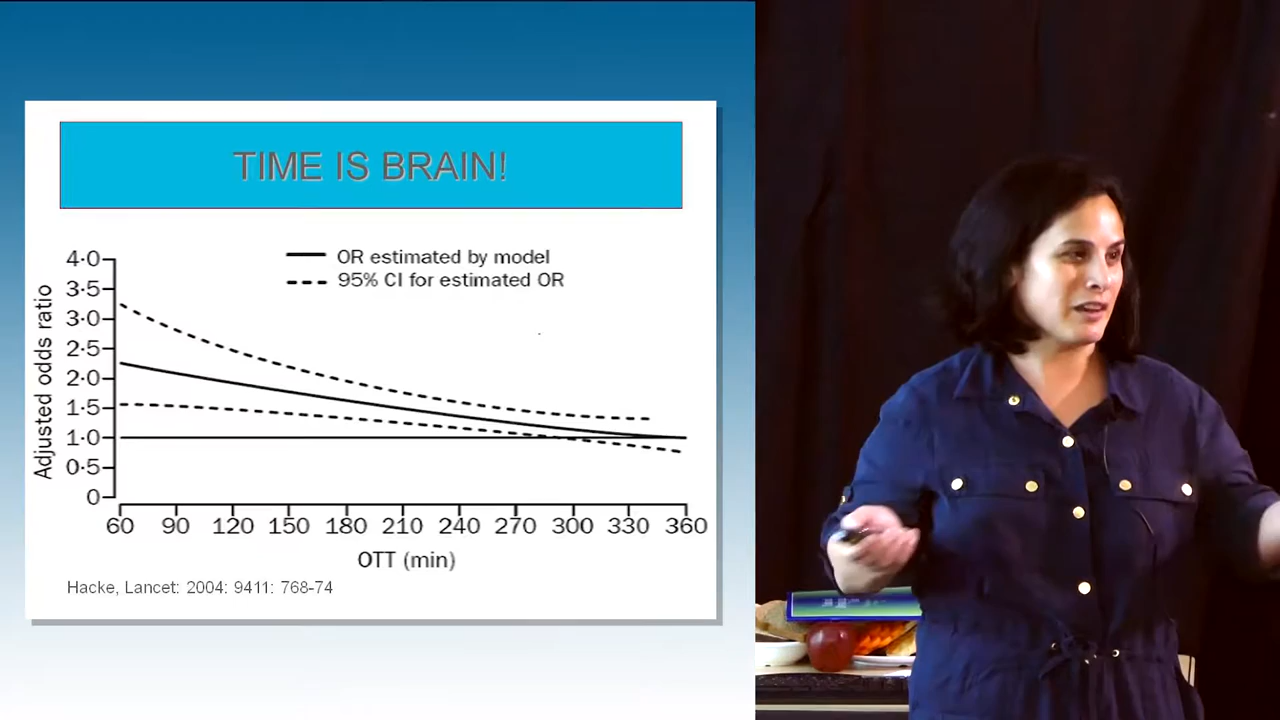 TIME IS BRAIN!
OR estimated by model
95% CI for estimated OR
Adjusted odds ratio
4·0
3·5
3·0
2·5
2·0
1·5
1·0
0·5
0
60 90 120 150 180 210 240 270 300 330 360
OTT (min)
Hacke, Lancet: 2004: 9411: 768-74